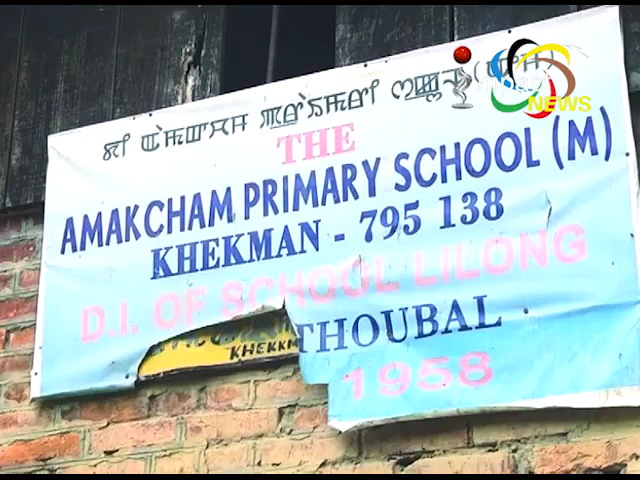 THE
AMAKCHAM PRIMARY SCHOOL (M)
KHEKMAN - 795 138
D.I. OF SCHOOL LILONG
THOUBAL
KHEKM
1958
NEWS